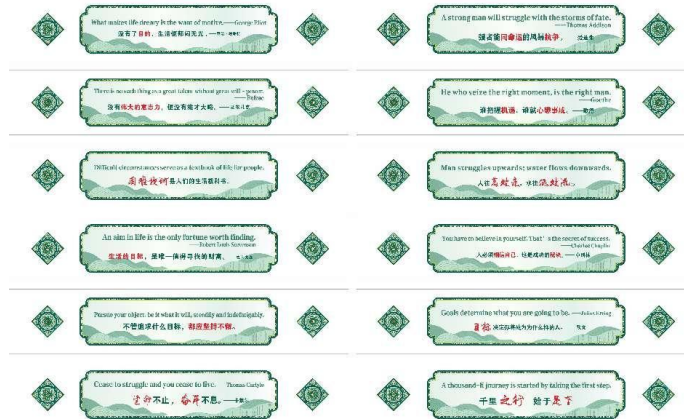 What makes life dreary is the want of motive.——George Eliot
没有了目的，生活便郁闷无光。
There is no such thing as a great talent without great will - power.
——Balzac
没有伟大的意志力，便没有雄才大略。
Difficult circumstances serve as a textbook of life for people.
是人们的生活教科书。
An aim in life is the only fortune worth finding.
——Robert Louis Stevenson
生活的目标，是唯一值得寻找的财富。
Pursue your object, be it what it will, steadily and indefatigably.
不管追求什么目标，都应坚持不懈。
Cease to struggle and you cease to live. Thomas Carlyle
生命不止，奋斗不息。
A strong man will struggle with the storms of fate.
——Thomas Addison
强者能同命运的风暴抗争。
He who seize the right moment, is the right man.
——Goethe
谁把握机遇，谁就心想事成。——歌德
Man struggles upwards; water flows downwards.
人往高处走，水往低处流。
You have to believe in yourself. That's the secret of success.
——Charles Chaplin
人必须相信自己，这是成功的秘诀。
Goals determine what you are going to be. ——Julius Erving
目标决定你将成为为什么样的人。
A thousand-li journey is started by taking the first step.
千里之行 始于足下